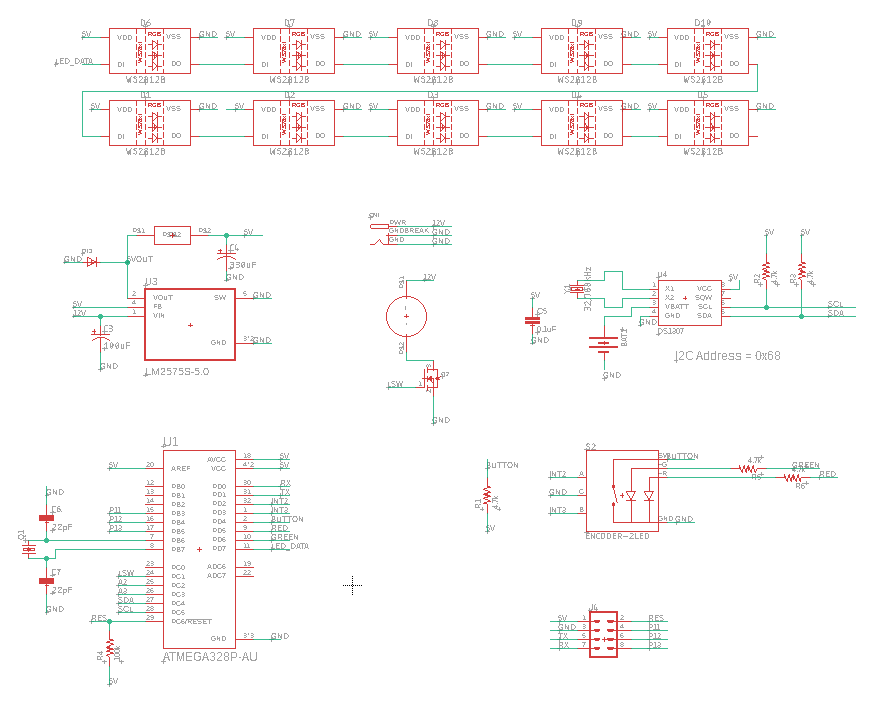 D6 D7 D8 D9 D10
5V VDD RGB VSS GND 5V VDD RGB VSS GND 5V VDD RGB VSS GND 5V VDD RGB VSS GND 5V VDD RGB VSS GND
LED_DATA DI DO DI DO DI DO DI DO DI DO
WS2812B WS2812B WS2812B WS2812B WS2812B
D1 D2 D3 D4 D5
5V VDD RGB VSS GND 5V VDD RGB VSS GND 5V VDD RGB VSS GND 5V VDD RGB VSS GND 5V VDD RGB VSS GND
DI DO DI DO DI DO DI DO DI DO
WS2812B WS2812B WS2812B WS2812B WS2812B
5V
C4
330uF
GND
GND
5VOUT
U3
2 VOUT SW 6 GND
5V 4 FB
12V 1 VIN
GND 3*2 GND
C3
100uF
GND
LM2575S-5.0
PWR 12V
GNDBREAK GND
GND GND
12V
LSW
GND
5V
C5
0.1uF
GND
5V 5V
R2 4.7k
R3 4.7k
32.768kHz
U4
X1 VCC 5V
X2 SQW
VBATT SCL SCL
GND SDA SDA
GND
DS1307
BAT1
GND
I2C Address = 0x68
U1
AVCC 18 5V
5V 20 AREF VCC 4*2 5V
12 PB0 PD0 30 RX
13 PB1 PD1 31 TX
14 PB2 PD2 32 INT2
P11 15 PB3 PD3 1 INT3
P12 16 PB4 PD4 2 BUTTON
P13 17 PB5 PD5 9 RED
7 PB6 PD6 10 GREEN
8 PB7 PD7 11 LED_DATA
23 PC0 ADC6 19
LSW 24 PC1 ADC7 22
A2 25 PC2
A3 26 PC3
SDA 27 PC4
SCL 28 PC5
RES 29 PC6/RESET
GND 3*3 GND
ATMEGA328P-AU
GND
C6
22pF
C7
22pF
GND
R4 100k
5V
BUTTON
R1 4.7k
5V
S2
BUTTON
INT2 A
GND C
INT3 B
GND GND
ENCODER-2LED
4.7k GREEN
R5
4.7k RED
R6
J4
5V 1 2 RES
GND 3 4 P11
TX 5 6 P12
RX 7 8 P13